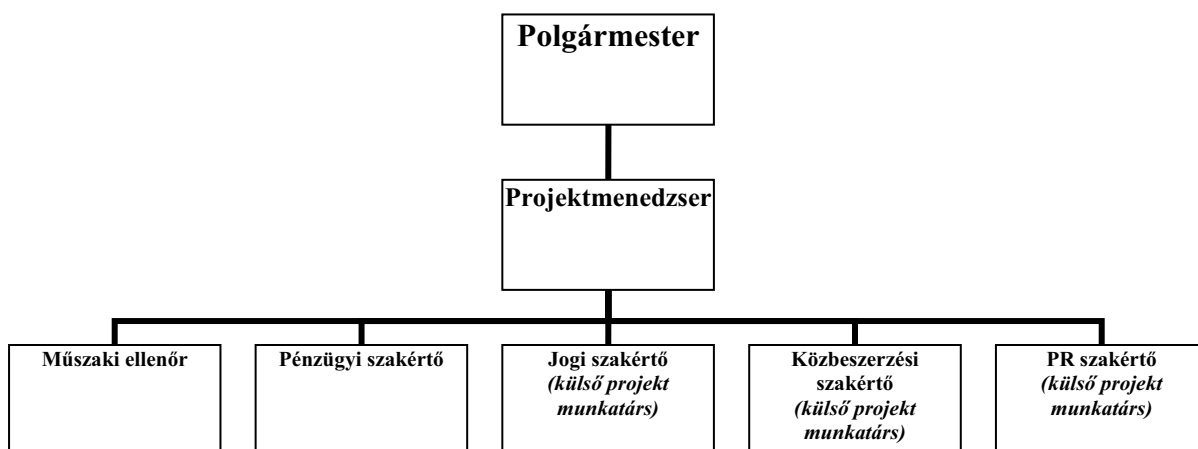 Polgármester
Projektmenedzser
Műszaki ellenőr
Pénzügyi szakértő
Jogi szakértő
(külső projekt
munkatárs)
Közbeszerzési
szakértő
(külső projekt
munkatárs)
PR szakértő
(külső projekt
munkatárs)